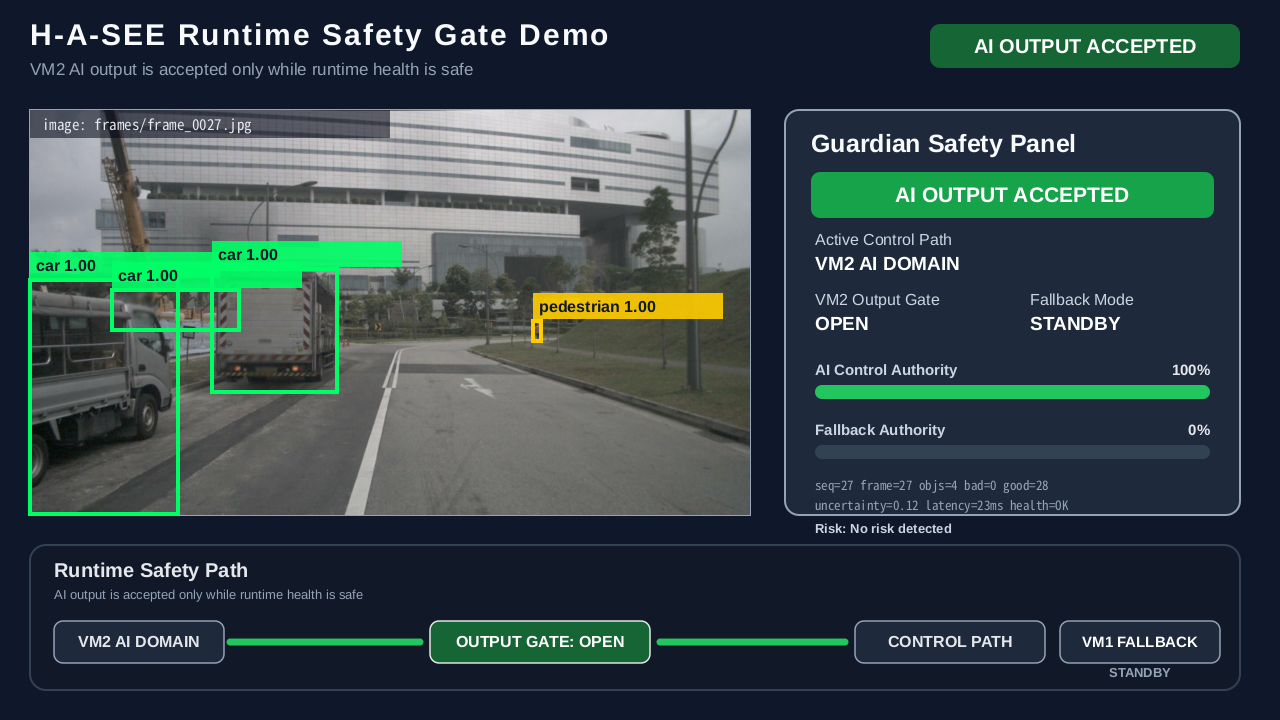 H-A-SEE Runtime Safety Gate Demo
VM2 AI output is accepted only while runtime health is safe
AI OUTPUT ACCEPTED
image: frames/frame_0027.jpg
car 1.00
car 1.00
car 1.00
pedestrian 1.00
Guardian Safety Panel
AI OUTPUT ACCEPTED
Active Control Path
VM2 AI DOMAIN
VM2 Output Gate
OPEN
Fallback Mode
STANDBY
AI Control Authority 100%
Fallback Authority 0%
seq=27 frame=27 objs=4 bad=0 good=28
uncertainty=0.12 latency=23ms health=OK
Risk: No risk detected
Runtime Safety Path
AI output is accepted only while runtime health is safe
VM2 AI DOMAIN
OUTPUT GATE: OPEN
CONTROL PATH
VM1 FALLBACK
STANDBY